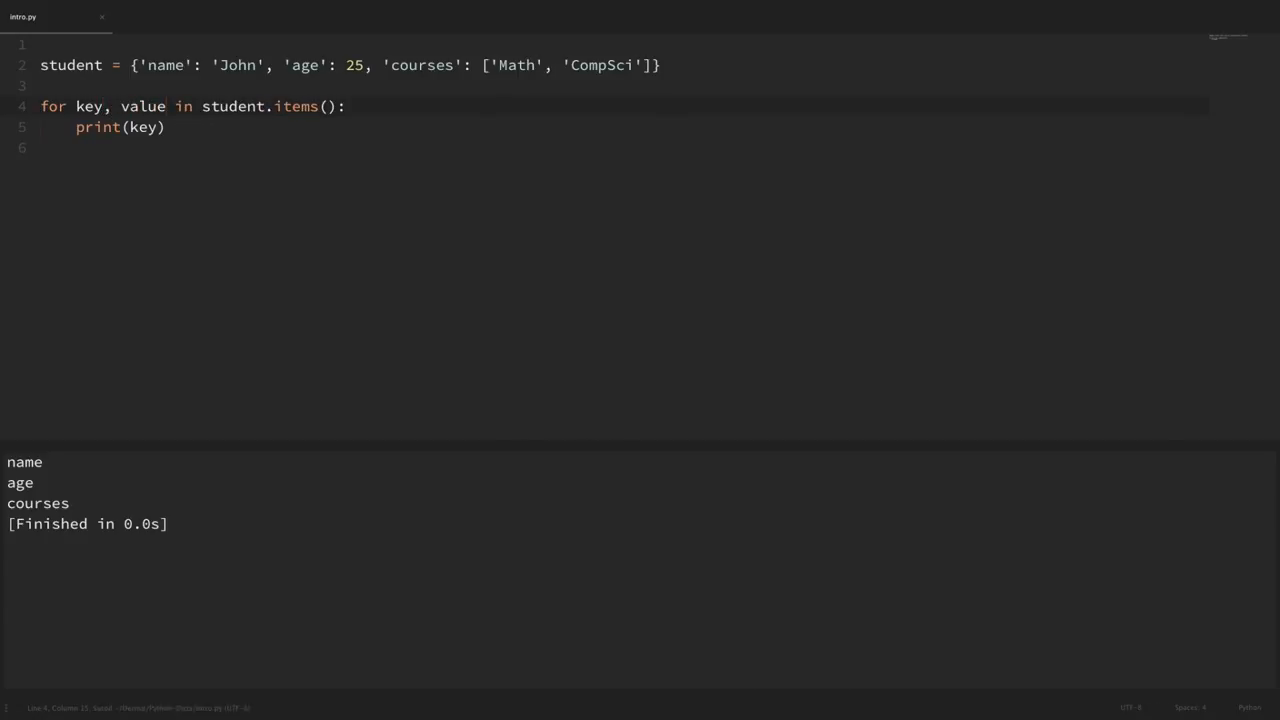 intro.py ×
1
2 student = {'name': 'John', 'age': 25, 'courses': ['Math', 'CompSci']}
3
4 for key, value in student.items():
5     print(key)
6
name
age
courses
[Finished in 0.0s]
Line 4, Column 15
UTF-8 Spaces: 4 Python